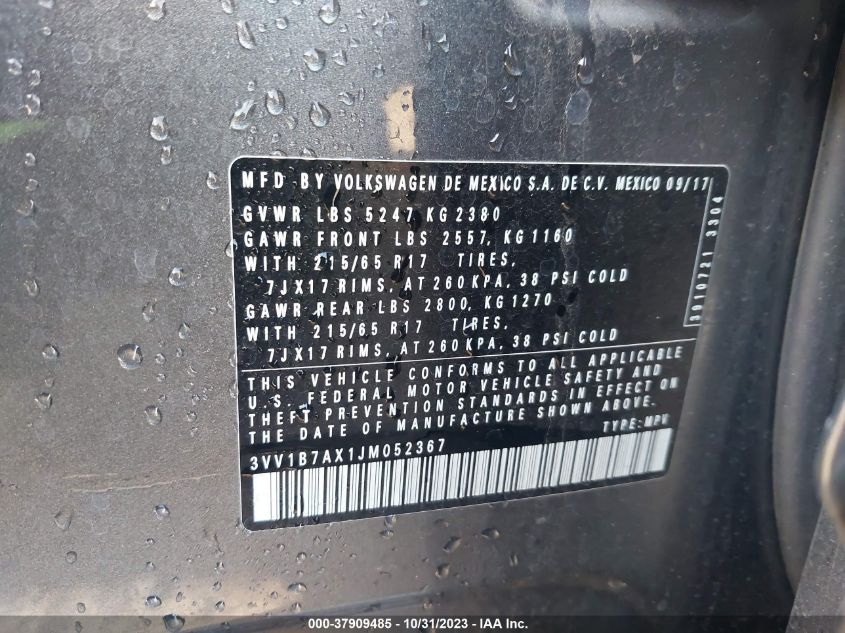 MFD BY VOLKSWAGEN DE MEXICO S.A. DE C.V. MEXICO 09/17
GVWR LBS 5247 KG 2380
GAWR FRONT LBS 2557, KG 1160
WITH 215/65 R17 TIRES,
7JX17 RIMS, AT 260 KPA, 38 PSI COLD
GAWR REAR LBS 2800, KG 1270
WITH 215/65 R17 TIRES,
7JX17 RIMS, AT 260 KPA, 38 PSI COLD
3910721 3304
THIS VEHICLE CONFORMS TO ALL APPLICABLE
U.S. FEDERAL MOTOR VEHICLE SAFETY AND
THEFT PREVENTION STANDARDS IN EFFECT ON
THE DATE OF MANUFACTURE SHOWN ABOVE.
TYPE: MPV
3VV1B7AX1JM052367
000-37909485 - 10/31/2023 - IAA Inc.